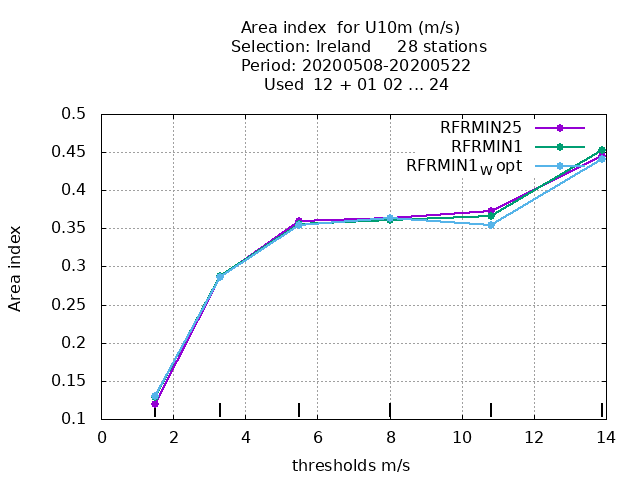 Area index  for U10m (m/s)
Selection: Ireland     28 stations
Period: 20200508-20200522
Used  12 + 01 02 ... 24
RFRMIN25
RFRMIN1
RFRMIN1W opt
Area index
0.5
0.45
0.4
0.35
0.3
0.25
0.2
0.15
0.1
0 2 4 6 8 10 12 14
thresholds m/s